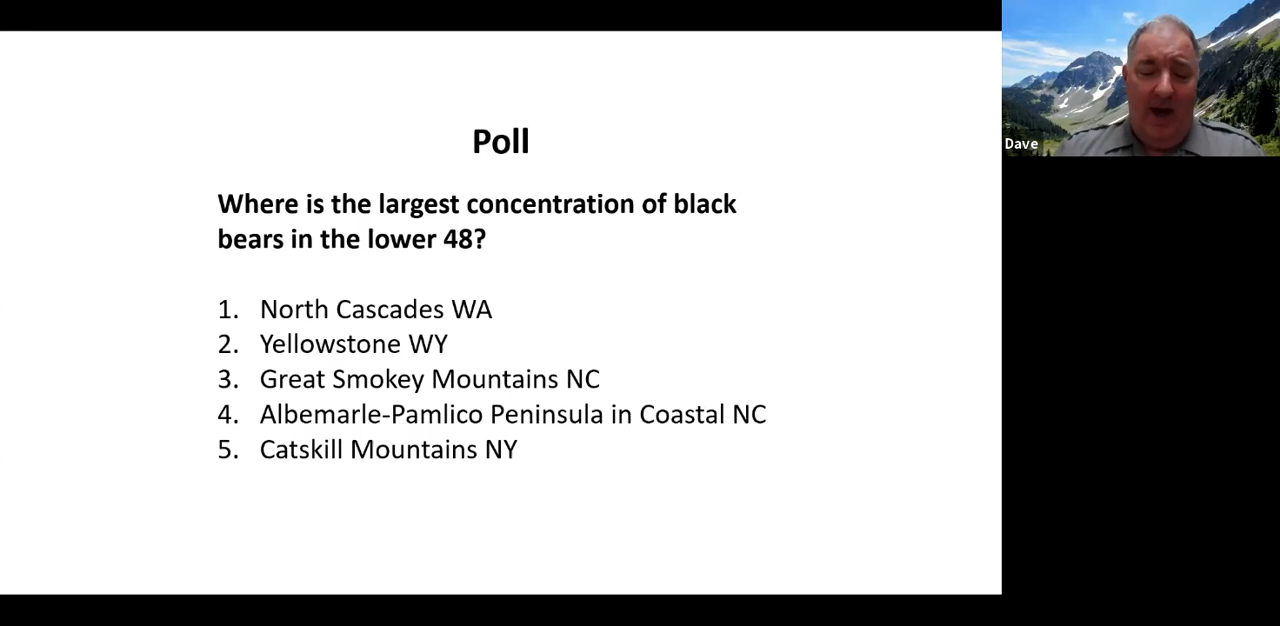 Poll
Where is the largest concentration of black
bears in the lower 48?
1. North Cascades WA
2. Yellowstone WY
3. Great Smokey Mountains NC
4. Albemarle-Pamlico Peninsula in Coastal NC
5. Catskill Mountains NY
Dave